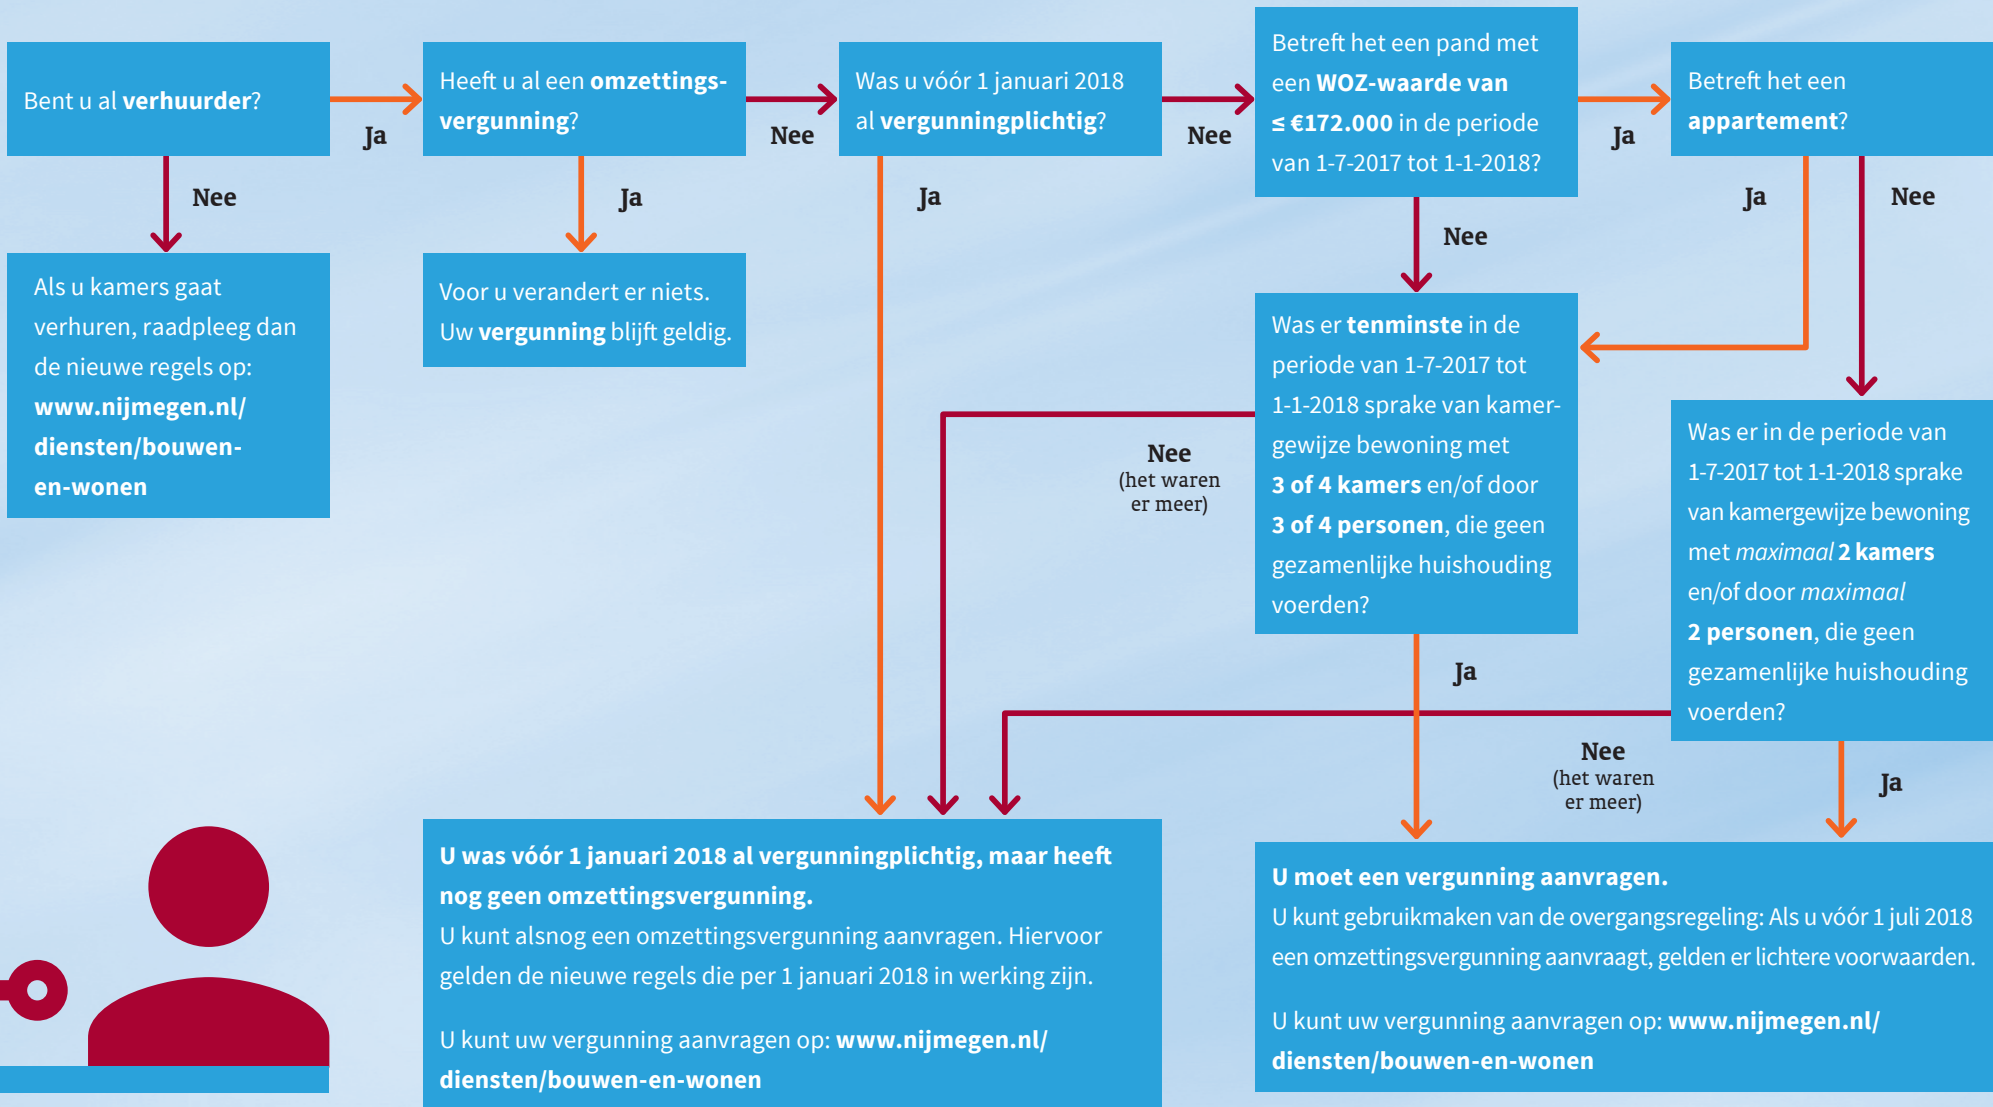 Bent u al verhuurder?
Ja
Nee
Als u kamers gaat
verhuren, raadpleeg dan
de nieuwe regels op:
www.nijmegen.nl/
diensten/bouwen-
en-wonen
Heeft u al een omzettings-
vergunning?
Nee
Ja
Voor u verandert er niets.
Uw vergunning blijft geldig.
Was u vóór 1 januari 2018
al vergunningplichtig?
Nee
Ja
Betreft het een pand met
een WOZ-waarde van
≤ €172.000 in de periode
van 1-7-2017 tot 1-1-2018?
Ja
Nee
Betreft het een
appartement?
Ja
Nee
Was er tenminste in de
periode van 1-7-2017 tot
1-1-2018 sprake van kamer-
gewijze bewoning met
3 of 4 kamers en/of door
3 of 4 personen, die geen
gezamenlijke huishouding
voerden?
Nee
(het waren
er meer)
Ja
Was er in de periode van
1-7-2017 tot 1-1-2018 sprake
van kamergewijze bewoning
met maximaal 2 kamers
en/of door maximaal
2 personen, die geen
gezamenlijke huishouding
voerden?
Nee
(het waren
er meer)
Ja
U was vóór 1 januari 2018 al vergunningplichtig, maar heeft
nog geen omzettingsvergunning.
U kunt alsnog een omzettingsvergunning aanvragen. Hiervoor
gelden de nieuwe regels die per 1 januari 2018 in werking zijn.
U kunt uw vergunning aanvragen op: www.nijmegen.nl/
diensten/bouwen-en-wonen
U moet een vergunning aanvragen.
U kunt gebruikmaken van de overgangsregeling: Als u vóór 1 juli 2018
een omzettingsvergunning aanvraagt, gelden er lichtere voorwaarden.
U kunt uw vergunning aanvragen op: www.nijmegen.nl/
diensten/bouwen-en-wonen